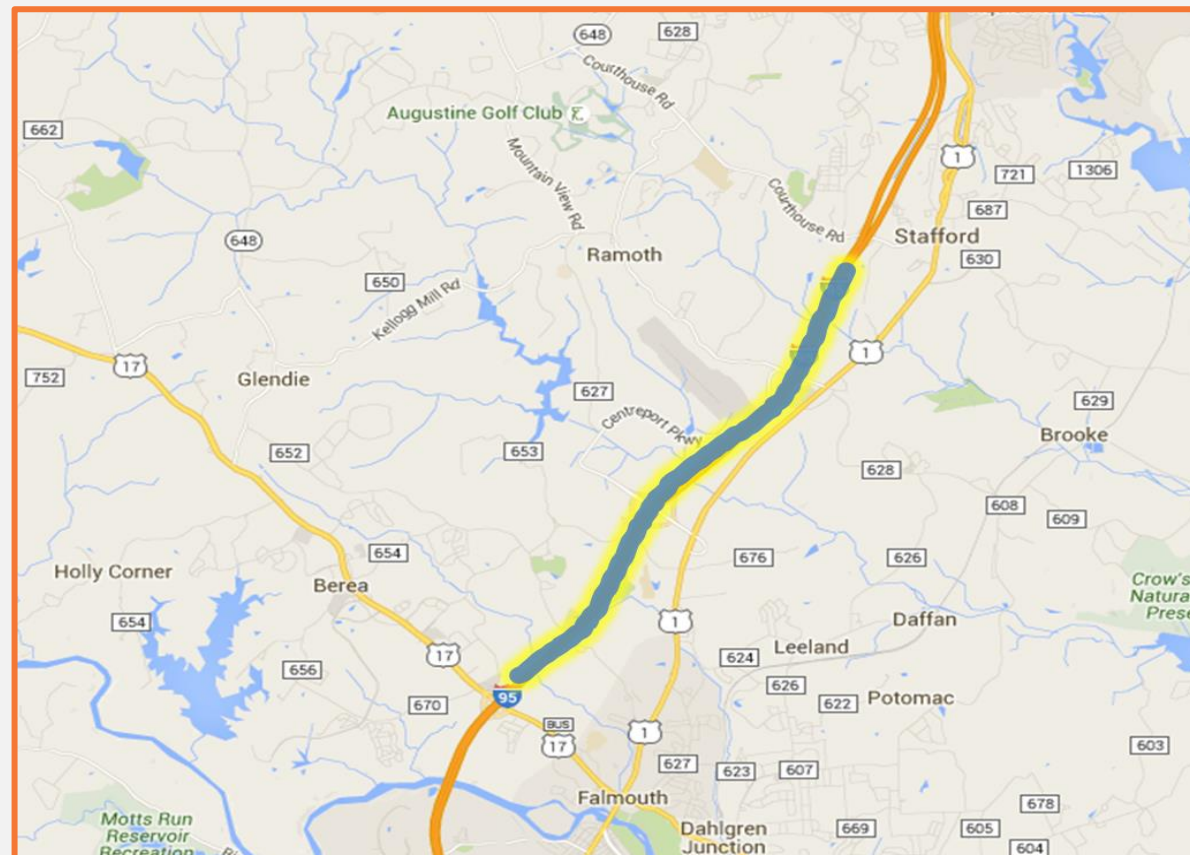 648
628
Courthouse Rd
Augustine Golf Club
662
Mountain View Rd
1
721
1306
Courthouse Rd
687
648
Stafford
Ramoth
630
650
Kellogg Mill Rd
17
1
752
Glendie
627
629
Centreport Pkwy
Brooke
652
653
628
608
609
654
676
626
Holly Corner
Berea
Crow's
Natura
Prese
654
1
Daffan
17
Leeland
624
656
626
Potomac
95
670
622
BUS
17
1
603
627
623
607
Falmouth
678
Motts Run
Reservoir
Recreation
Dahlgren
Junction
669
605
604